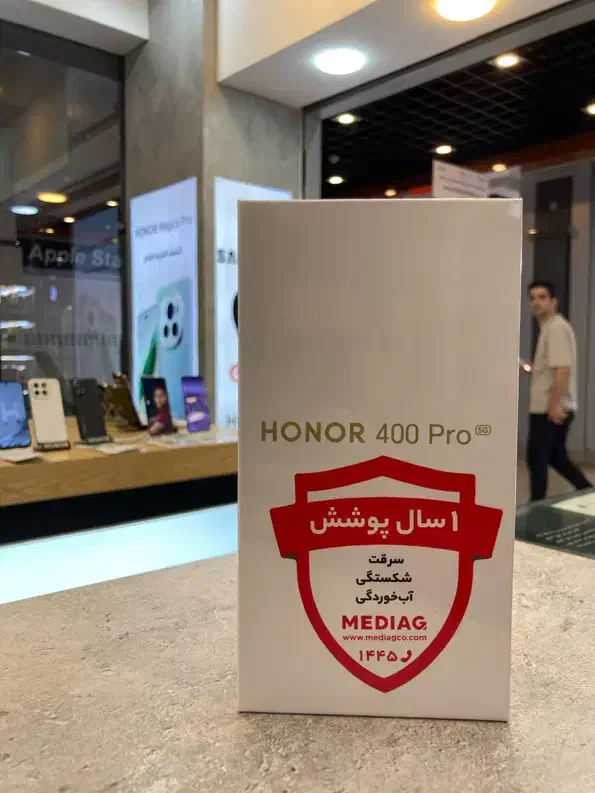 HONOR Magic6 Pro
Apple Sta
HONOR 400 Pro 5G
۱ سال پوشش
سرقت
شکستگی
آب‌خوردگی
MEDIAG
www.mediagco.com
۱۴۴۵